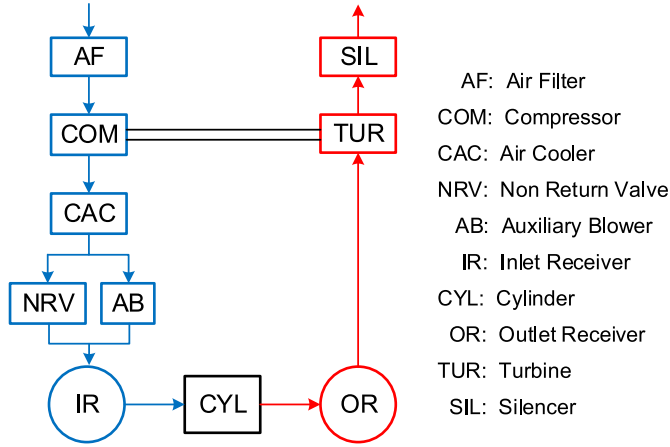 AF
SIL
COM
TUR
CAC
NRV
AB
IR
CYL
OR
AF: Air Filter
COM: Compressor
CAC: Air Cooler
NRV: Non Return Valve
AB: Auxiliary Blower
IR: Inlet Receiver
CYL: Cylinder
OR: Outlet Receiver
TUR: Turbine
SIL: Silencer